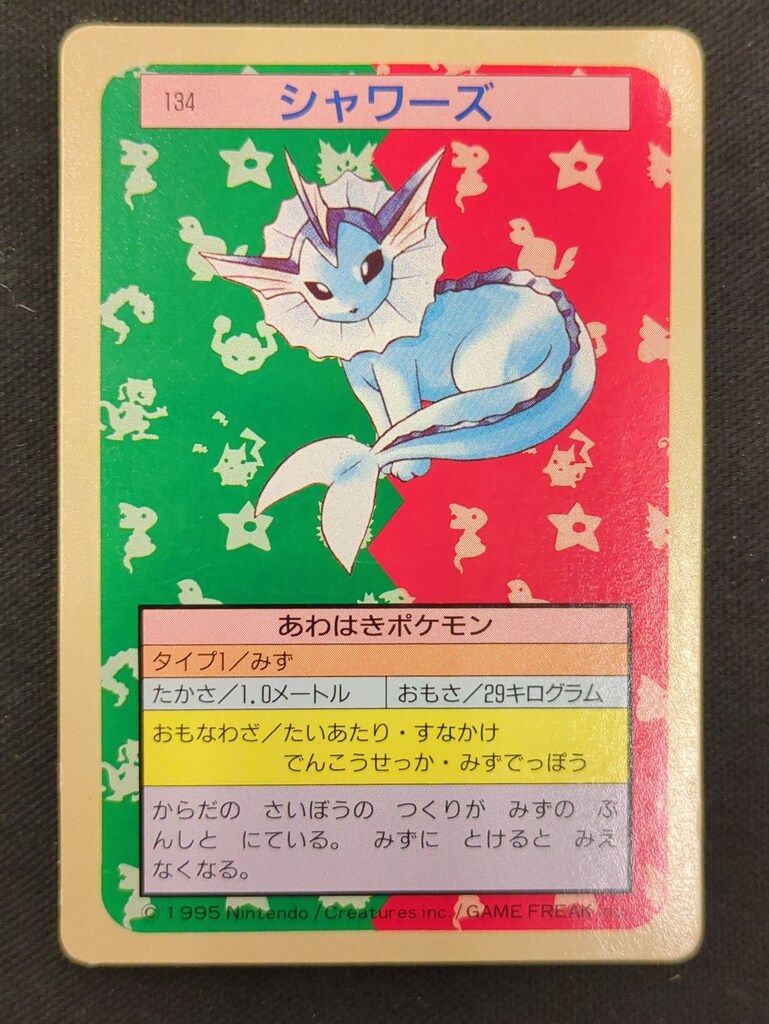 134 シャワーズ
あわはきポケモン
タイプ1/みず
たかさ/1.0メートル おもさ/29キログラム
おもなわざ/たいあたり・すなかけ
でんこうせっか・みずでっぽう
からだの さいぼうの つくりが みずの ぶ
んしと にている。 みずに とけると みえ
なくなる。
© 1995 Nintendo / Creatures inc. / GAME FREAK inc.